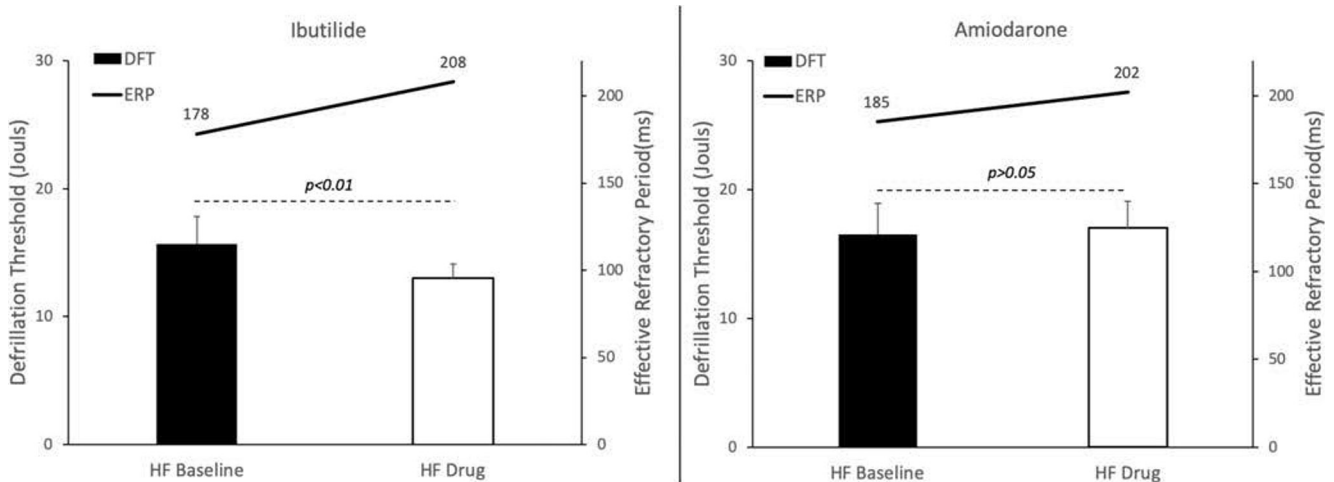 Ibutilide
DFT
ERP
178
208
p<0.01
30
20
10
0
200
150
100
50
0
Defrillation Threshold (Jouls)
Effective Refractory Period(ms)
HF Baseline
HF Drug
Amiodarone
DFT
ERP
185
202
p>0.05
30
20
10
0
200
150
100
50
0
Defrillation Threshold (Jouls)
Effective Refractory Period(ms)
HF Baseline
HF Drug